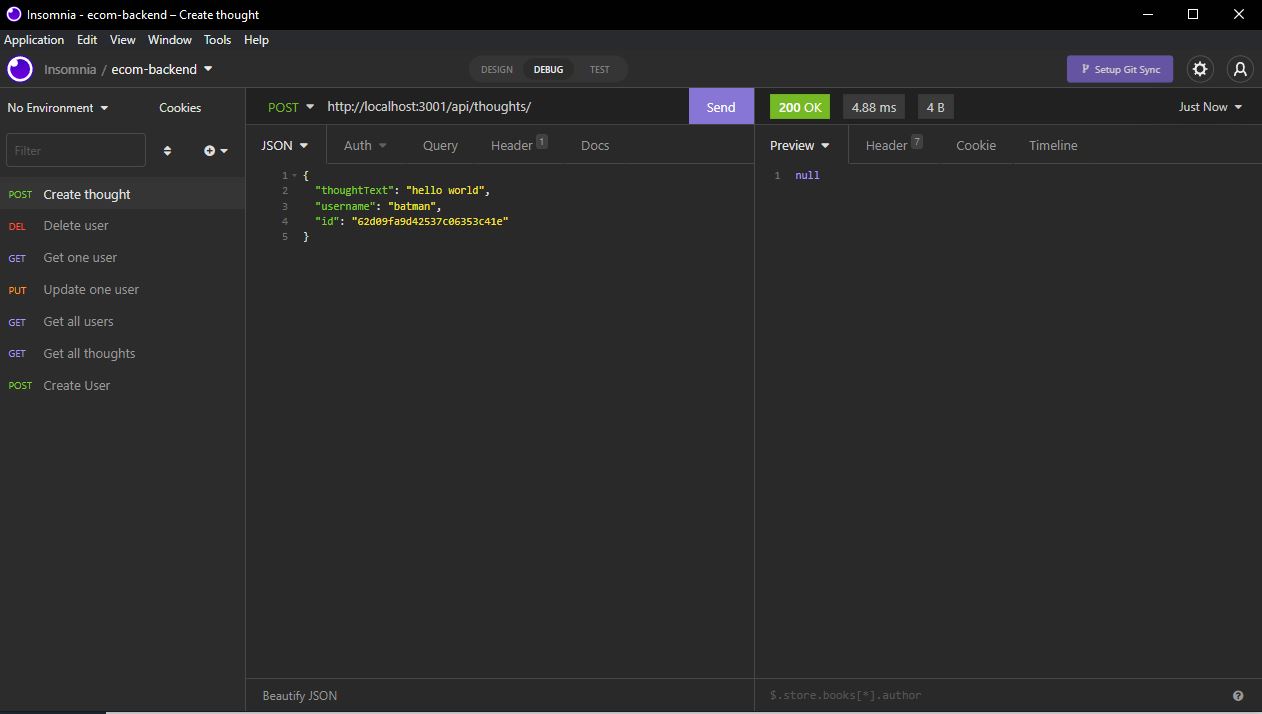 Insomnia - ecom-backend – Create thought
Application Edit View Window Tools Help
Insomnia / ecom-backend
DESIGN DEBUG TEST
Setup Git Sync
No Environment Cookies
POST http://localhost:3001/api/thoughts/ Send
200 OK 4.88 ms 4 B Just Now
Filter
JSON Auth Query Header 1 Docs
Preview Header 7 Cookie Timeline
POST Create thought
DEL Delete user
GET Get one user
PUT Update one user
GET Get all users
GET Get all thoughts
POST Create User
1 {
2 "thoughtText": "hello world",
3 "username": "batman",
4 "id": "62d09fa9d42537c06353c41e"
5 }
1 null
Beautify JSON
$.store.books[*].author